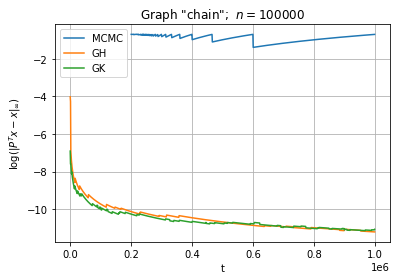 Graph "chain"; n = 100000
MCMC
GH
GK
−2
−4
−6
−8
−10
log(||Pᵀx − x|∞)
0.0 0.2 0.4 0.6 0.8 1.0
1e6
t